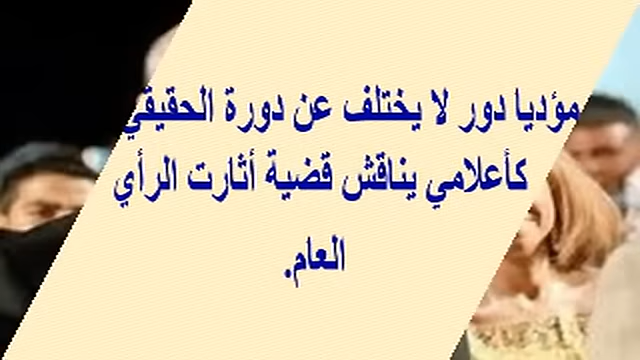 مؤديا دور لا يختلف عن دورة الحقيقي
كأعلامي يناقش قضية أثارت الرأي
العام.